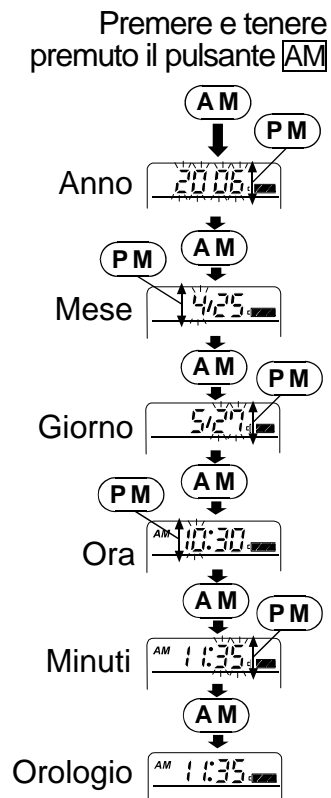 Premere e tenere
premuto il pulsante AM
AM
PM
Anno 2006
AM
PM
Mese 4/25
AM
PM
Giorno 5/27
AM
PM
Ora AM 10:30
AM
PM
Minuti AM 11:35
AM
Orologio AM 11:35